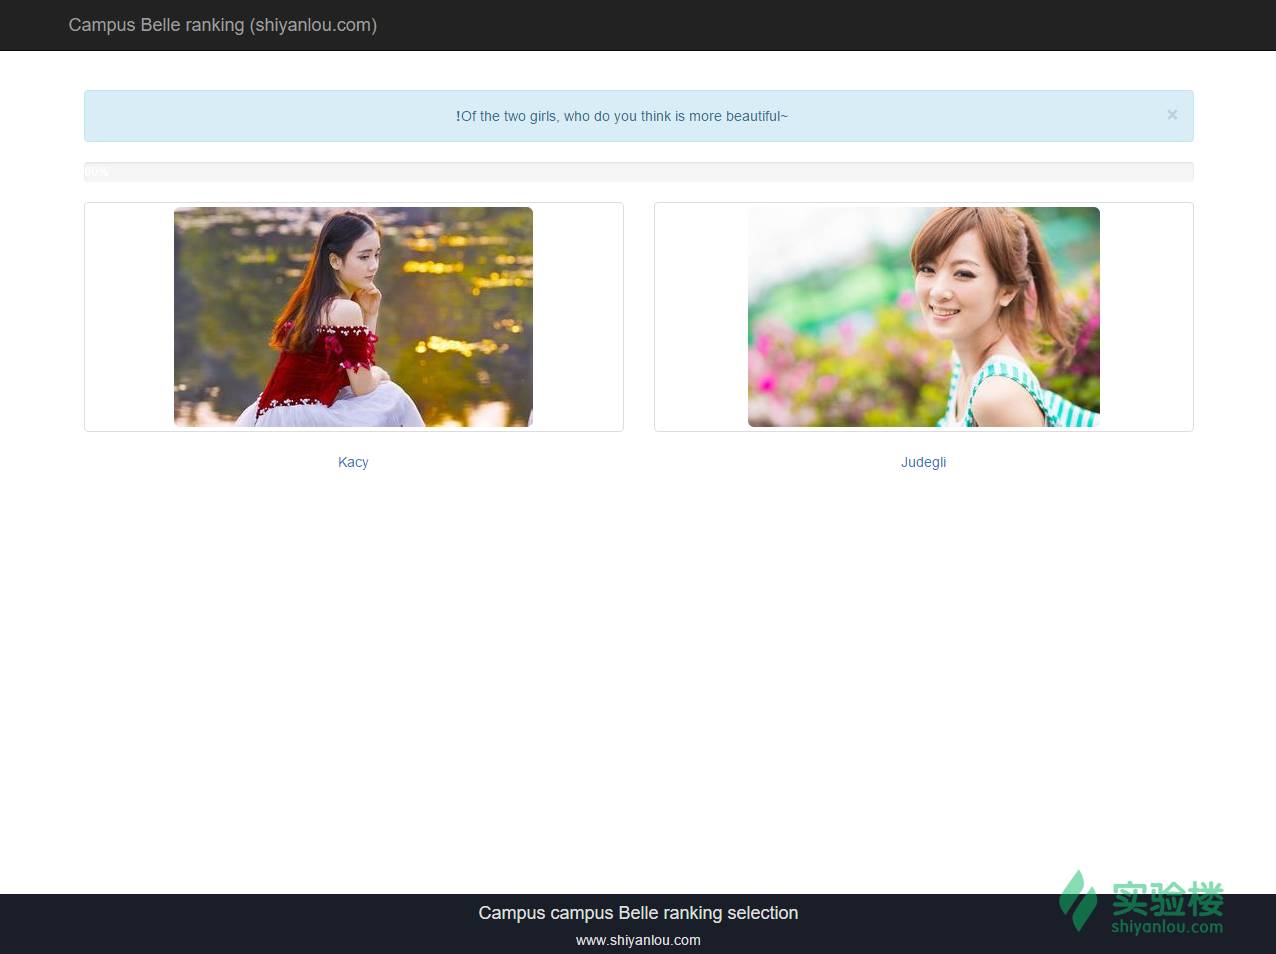 Campus Belle ranking (shiyanlou.com)
!Of the two girls, who do you think is more beautiful~
×
00%
Kacy
Judegli
Campus campus Belle ranking selection
www.shiyanlou.com
实验楼
shiyanlou.com